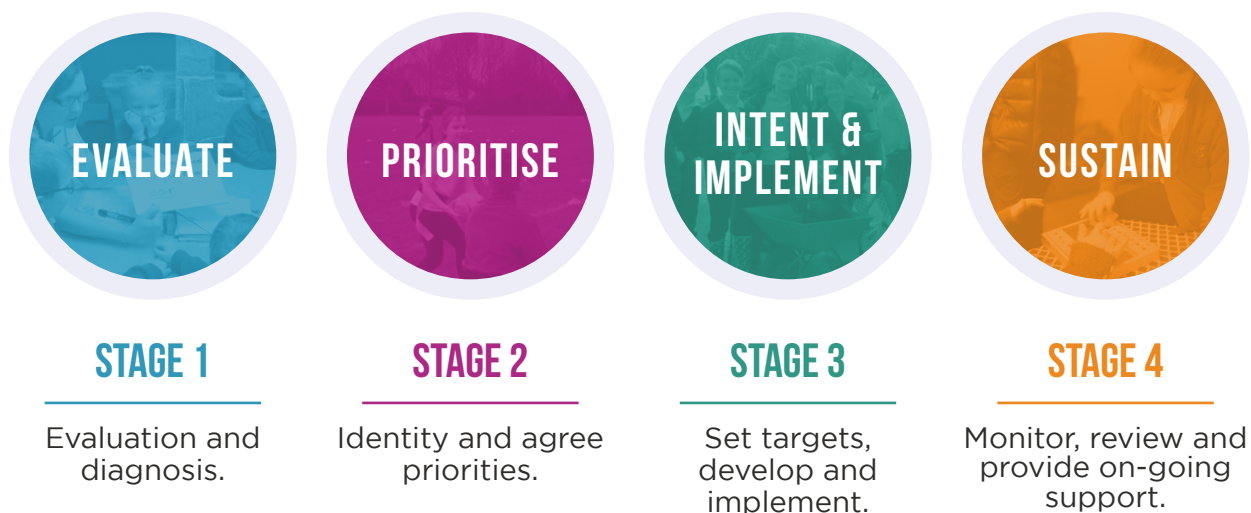 EVALUATE
PRIORITISE
INTENT &
IMPLEMENT
SUSTAIN
STAGE 1
Evaluation and
diagnosis.
STAGE 2
Identity and agree
priorities.
STAGE 3
Set targets,
develop and
implement.
STAGE 4
Monitor, review and
provide on-going
support.